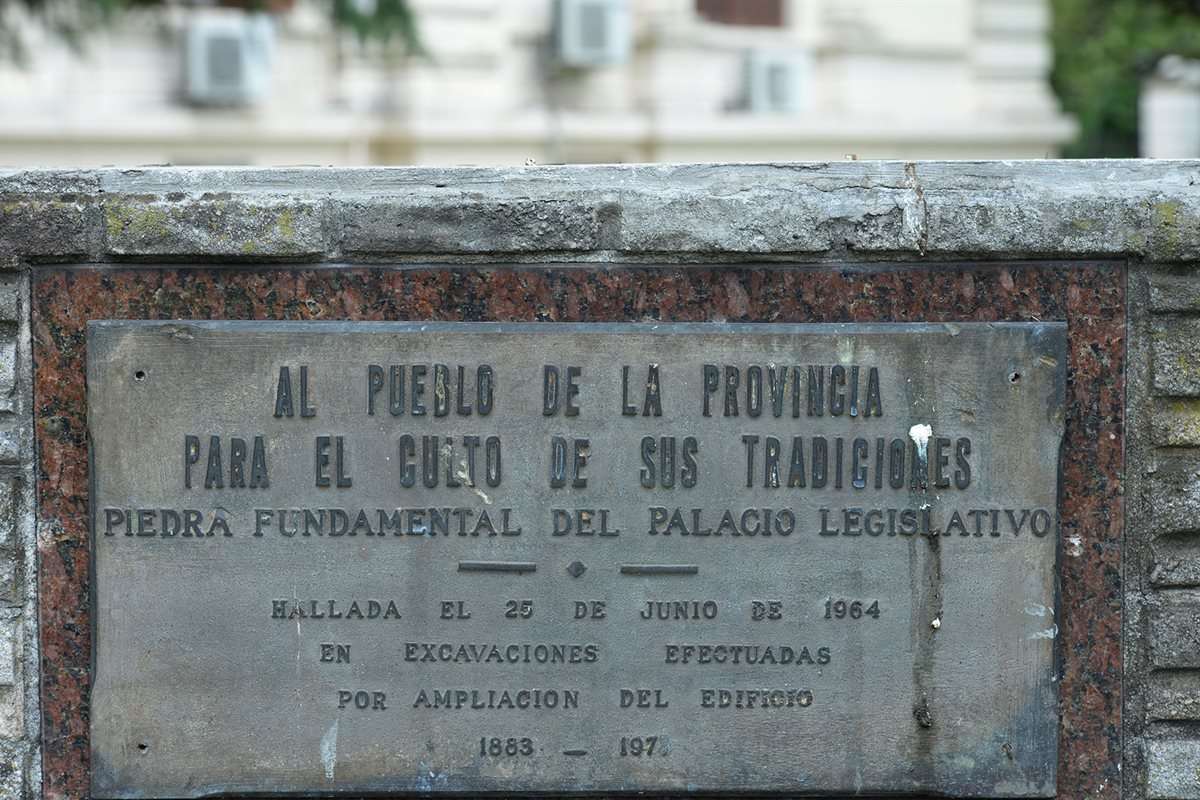 AL PUEBLO DE LA PROVINCIA
PARA EL CULTO DE SUS TRADICIONES
PIEDRA FUNDAMENTAL DEL PALACIO LEGISLATIVO
HALLADA EL 25 DE JUNIO DE 1964
EN EXCAVACIONES EFECTUADAS
POR AMPLIACION DEL EDIFICIO
1883 —